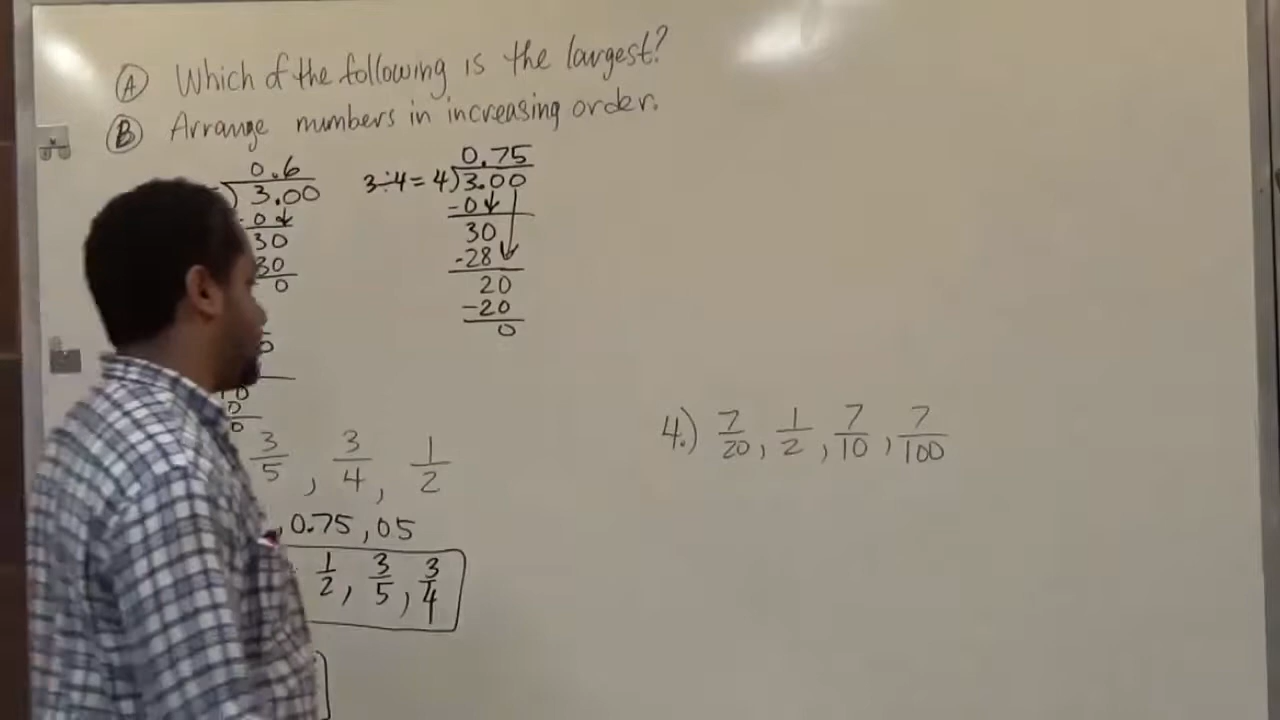 Ⓐ Which of the following is the largest?
Ⓑ Arrange numbers in increasing order.
0.6
) 3.00
- 0 ↓
30
30
0
3÷4 = 4) 3.00
0.75
-0↓
30
-28↓
20
-20
0
0
0
0
3/5, 3/4, 1/2
, 0.75, 05
1/2, 3/5, 3/4
4.) 7/20, 1/2, 7/10, 7/100